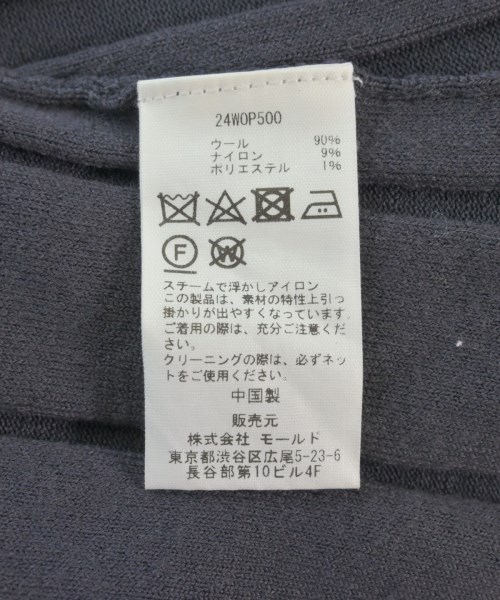 24WOP500
ウール 90%
ナイロン 9%
ポリエステル 1%
F W
スチームで浮かしアイロン
この製品は、素材の特性上引っ
掛かりが出やすくなっています。
ご着用の際は、充分ご注意くだ
さい。
クリーニングの際は、必ずネッ
トをご使用ください。
中国製
販売元
株式会社 モールド
東京都渋谷区広尾5-23-6
長谷部第10ビル4F